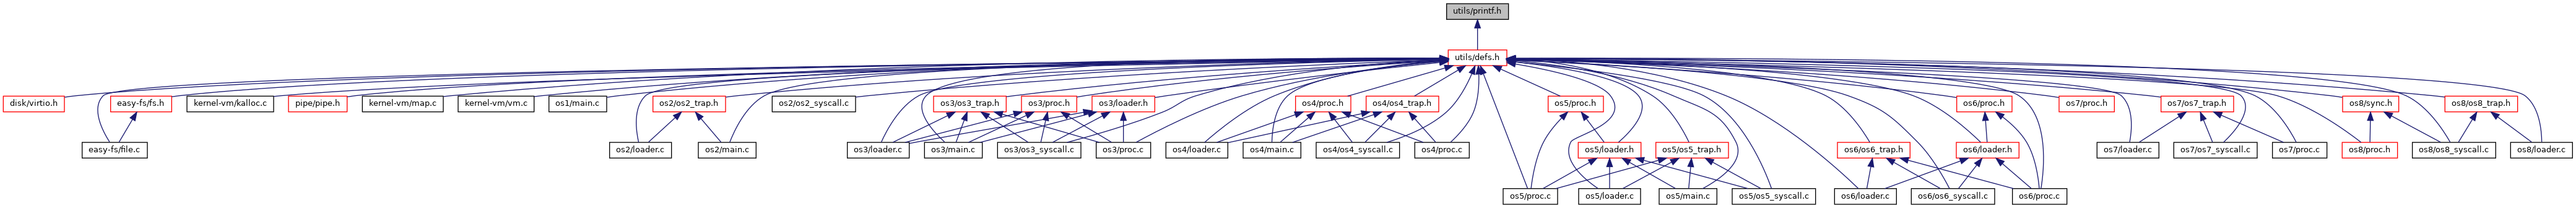 utils/printf.h
utils/defs.h
disk/virtio.h
easy-fs/fs.h
kernel-vm/kalloc.c
pipe/pipe.h
kernel-vm/map.c
kernel-vm/vm.c
os1/main.c
os2/os2_trap.h
os2/os2_syscall.c
os3/os3_trap.h
os3/proc.h
os3/loader.h
os4/proc.h
os4/os4_trap.h
os5/proc.h
os6/proc.h
os7/proc.h
os7/os7_trap.h
os8/sync.h
os8/os8_trap.h
easy-fs/file.c
os2/loader.c
os2/main.c
os3/loader.c
os3/main.c
os3/os3_syscall.c
os3/proc.c
os4/loader.c
os4/main.c
os4/os4_syscall.c
os4/proc.c
os5/loader.h
os5/os5_trap.h
os6/os6_trap.h
os6/loader.h
os7/loader.c
os7/os7_syscall.c
os7/proc.c
os8/proc.h
os8/os8_syscall.c
os8/loader.c
os5/proc.c
os5/loader.c
os5/main.c
os5/os5_syscall.c
os6/loader.c
os6/os6_syscall.c
os6/proc.c